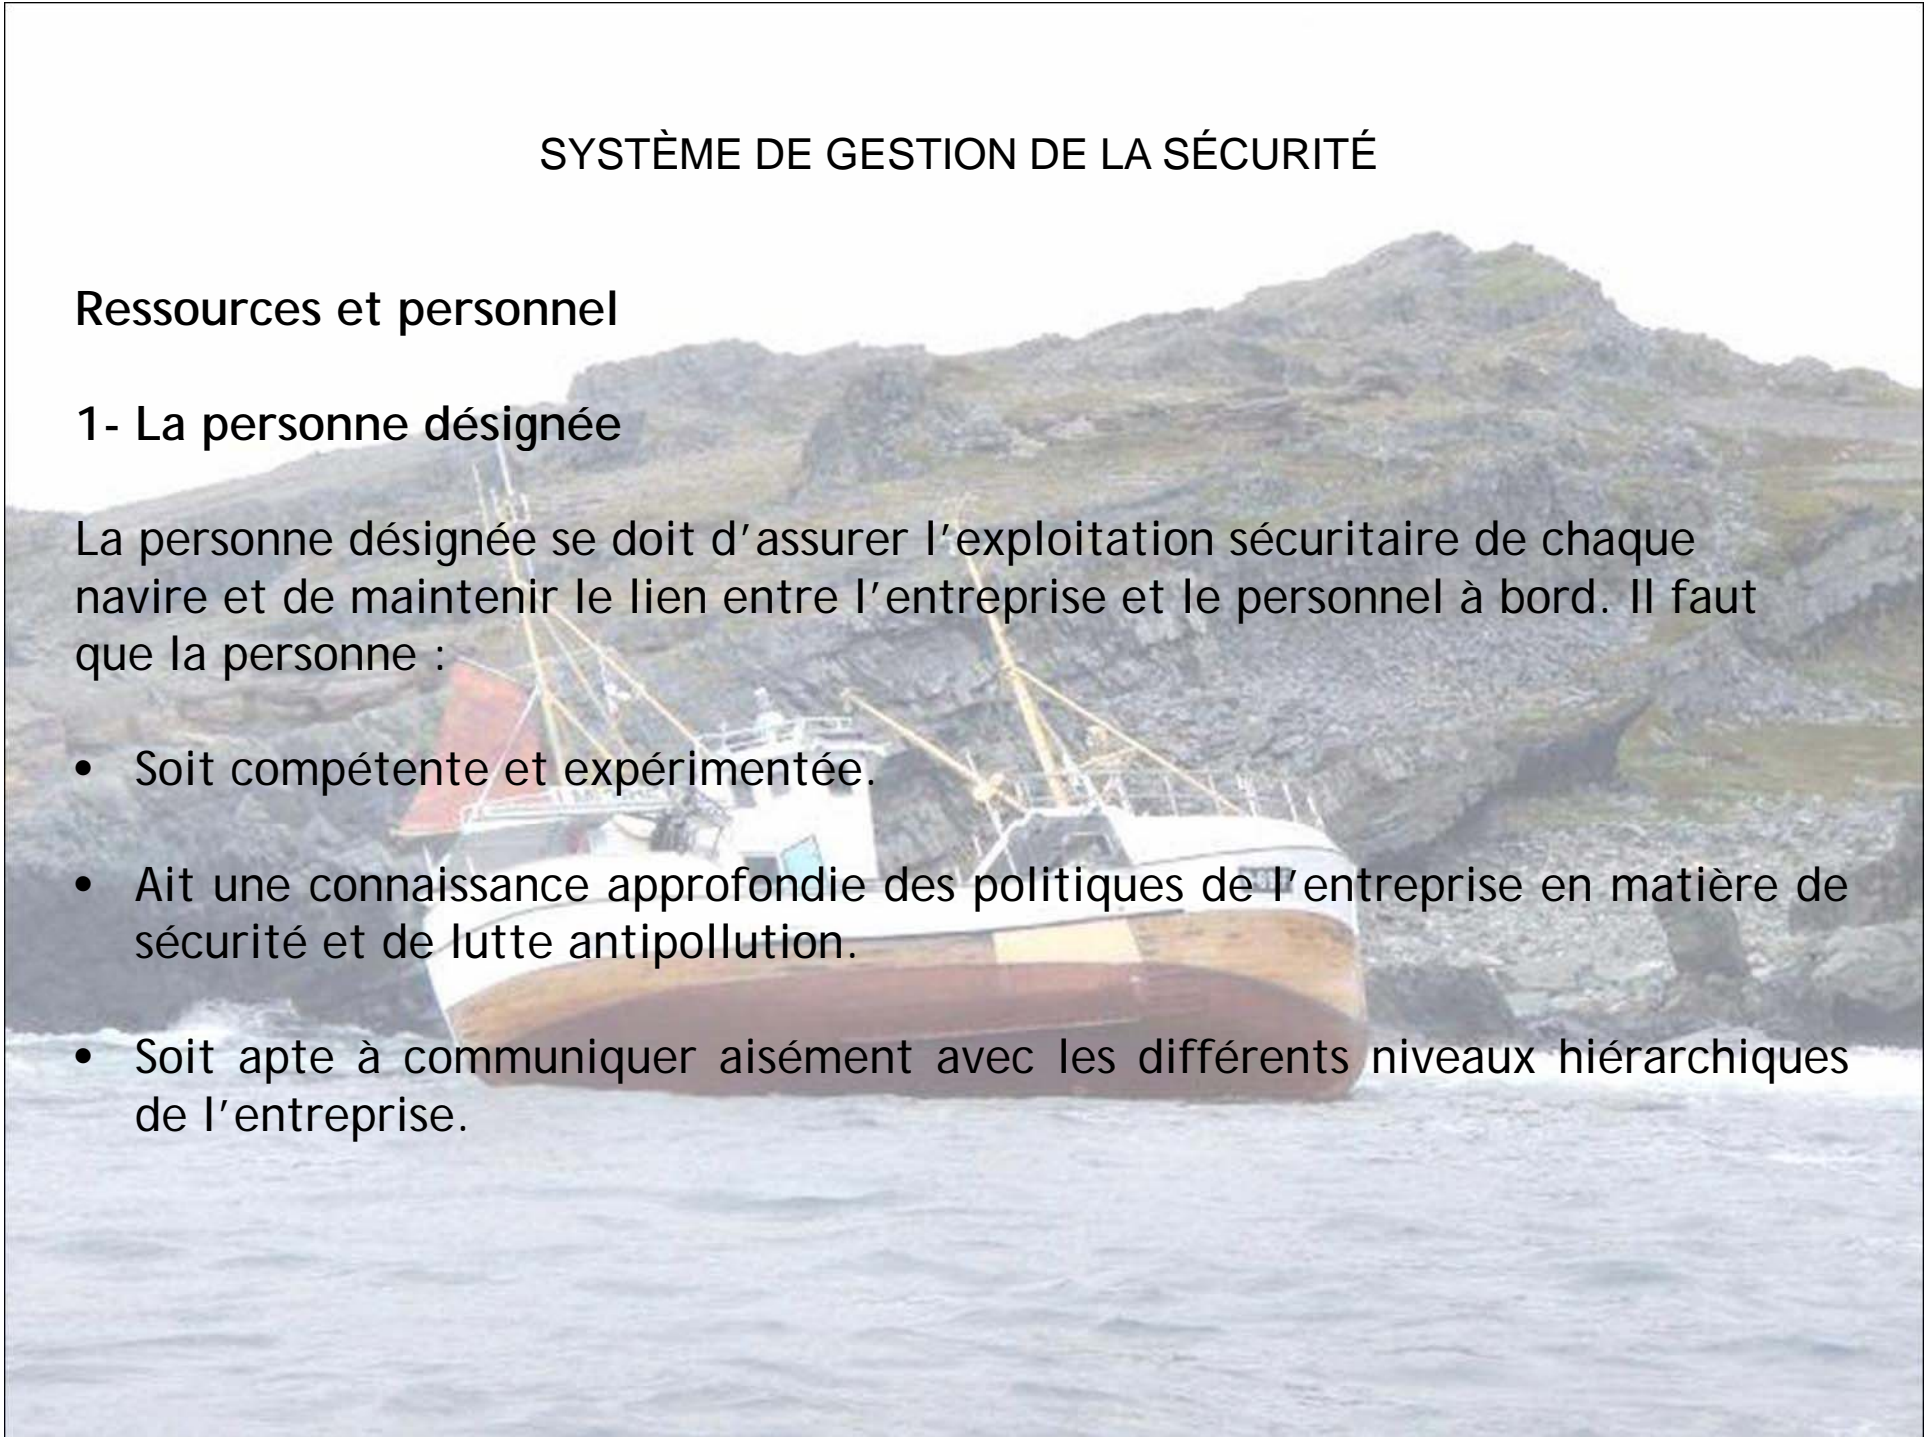 SYSTÈME DE GESTION DE LA SÉCURITÉ
Ressources et personnel
1- La personne désignée
La personne désignée se doit d’assurer l’exploitation sécuritaire de chaque
navire et de maintenir le lien entre l’entreprise et le personnel à bord. Il faut
que la personne :
• Soit compétente et expérimentée.
• Ait une connaissance approfondie des politiques de l’entreprise en matière de
sécurité et de lutte antipollution.
• Soit apte à communiquer aisément avec les différents niveaux hiérarchiques
de l’entreprise.